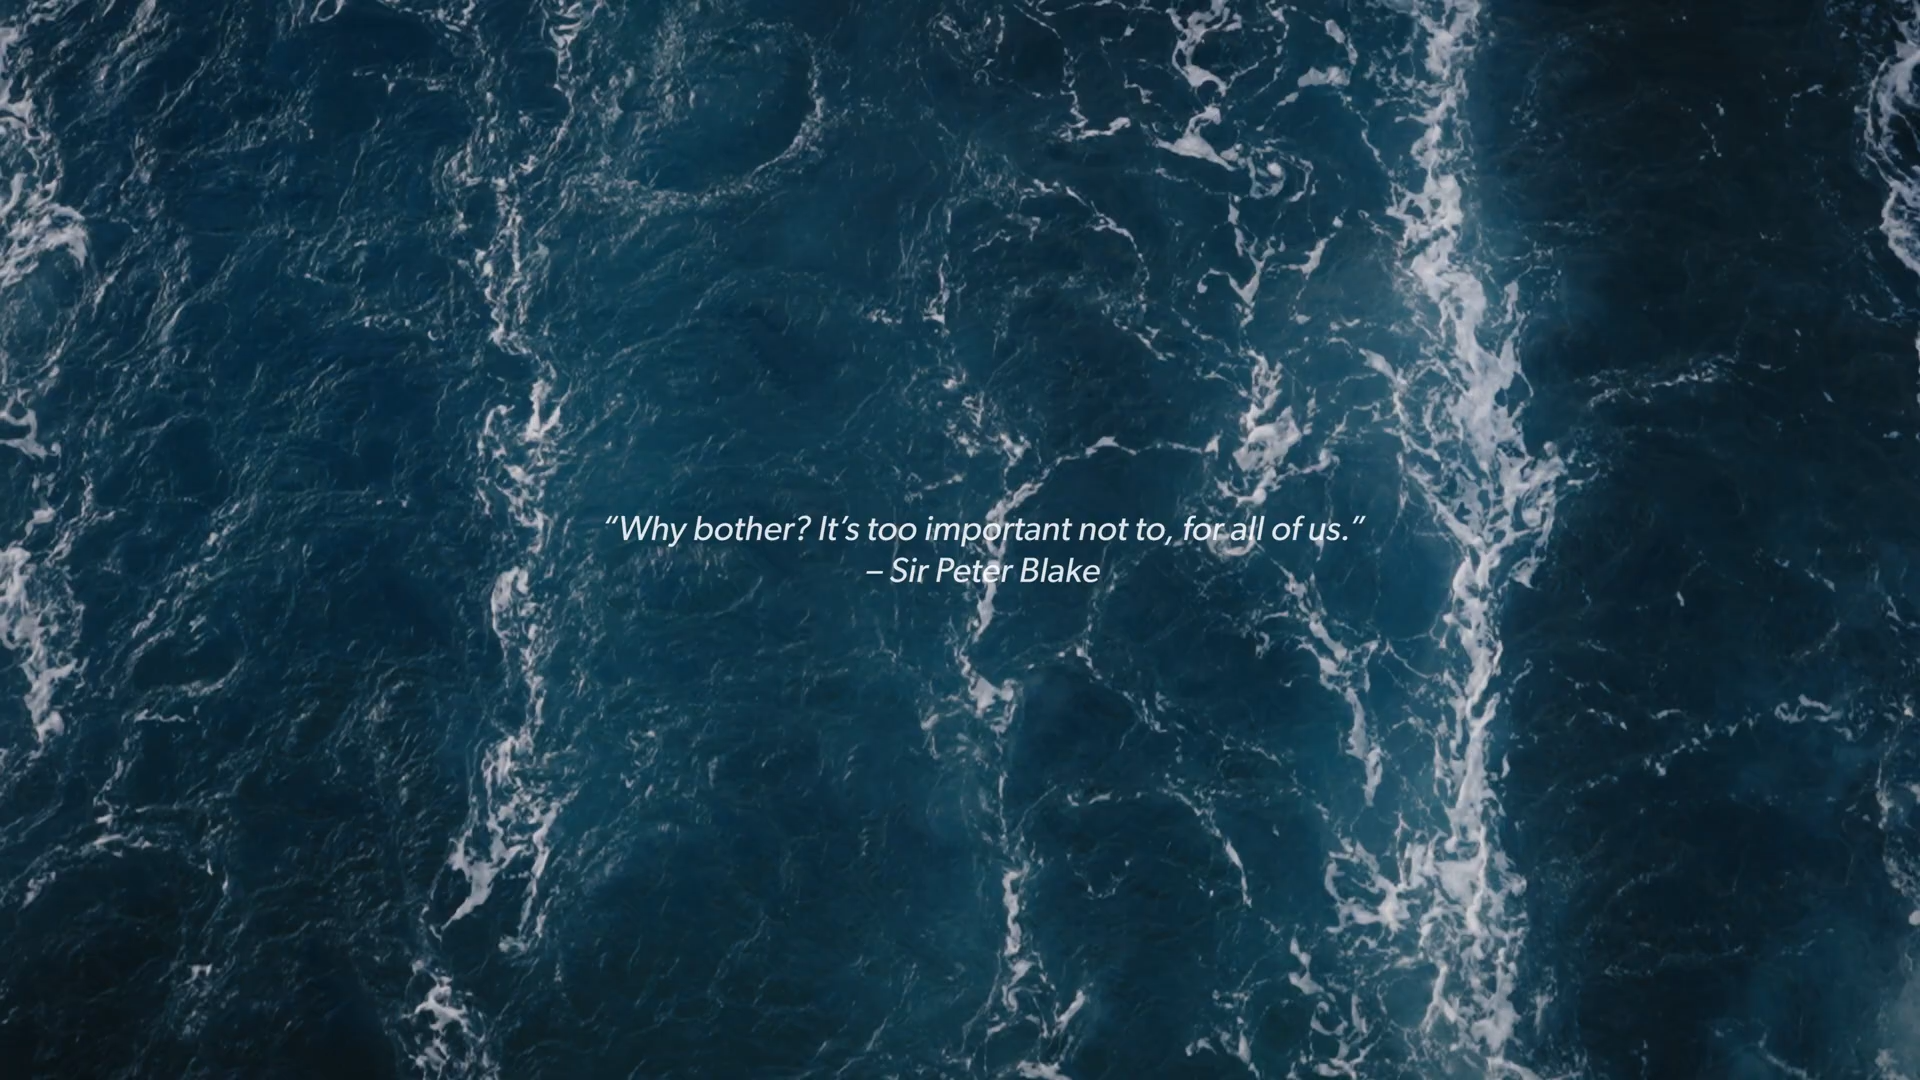 “Why bother? It’s too important not to, for all of us.”
– Sir Peter Blake